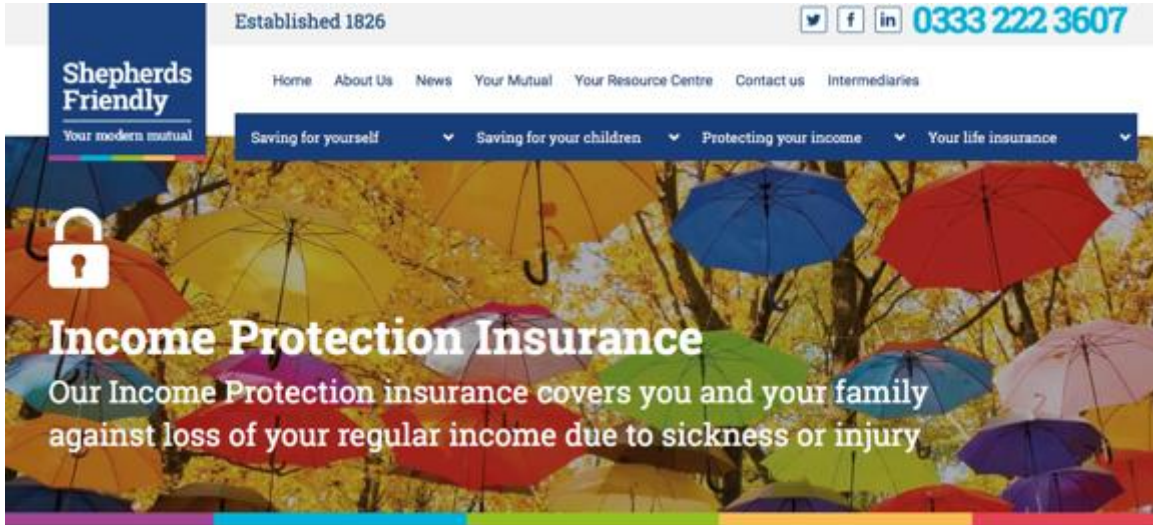 Established 1826
0333 222 3607
Shepherds
Friendly
Your modern mutual
Home About Us News Your Mutual Your Resource Centre Contact us Intermediaries
Saving for yourself Saving for your children Protecting your income Your life insurance
Income Protection Insurance
Our Income Protection insurance covers you and your family
against loss of your regular income due to sickness or injury